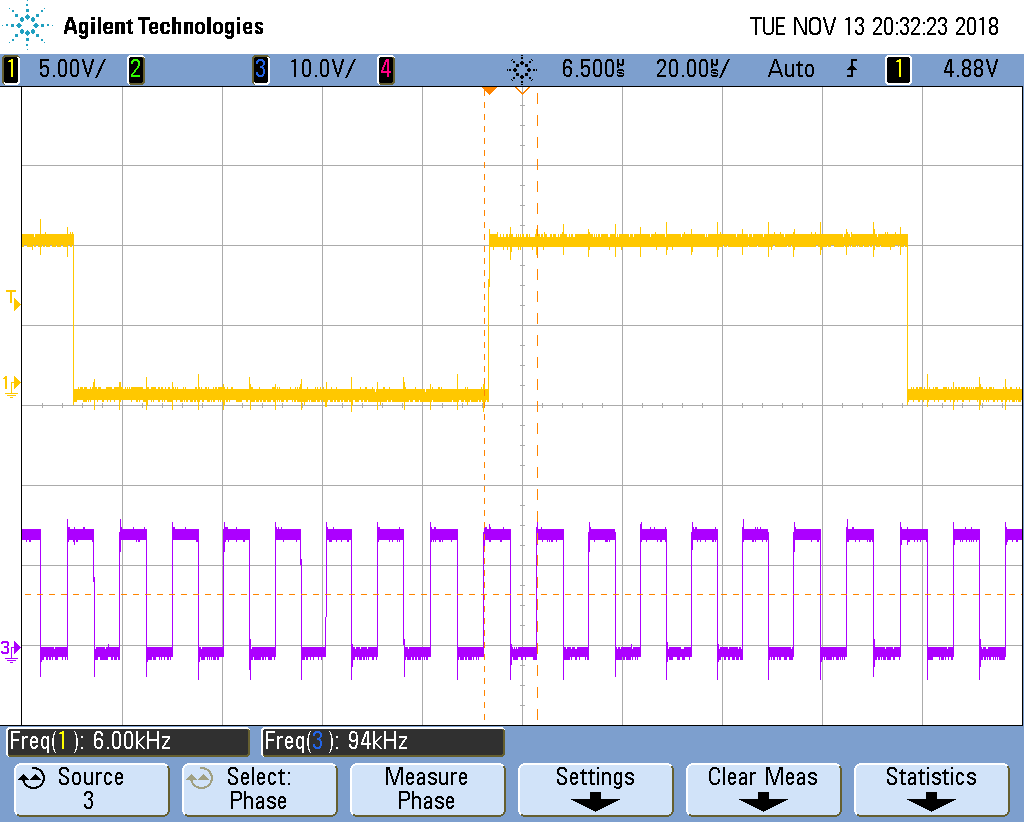 Agilent Technologies TUE NOV 13 20:32:23 2018
1 5.00V/ 2 3 10.0V/ 4 6.500µs 20.00µs/ Auto 1 4.88V
T
1
3
Freq(1): 6.00kHz Freq(3): 94kHz
Source Select: Measure Settings Clear Meas Statistics
3 Phase Phase